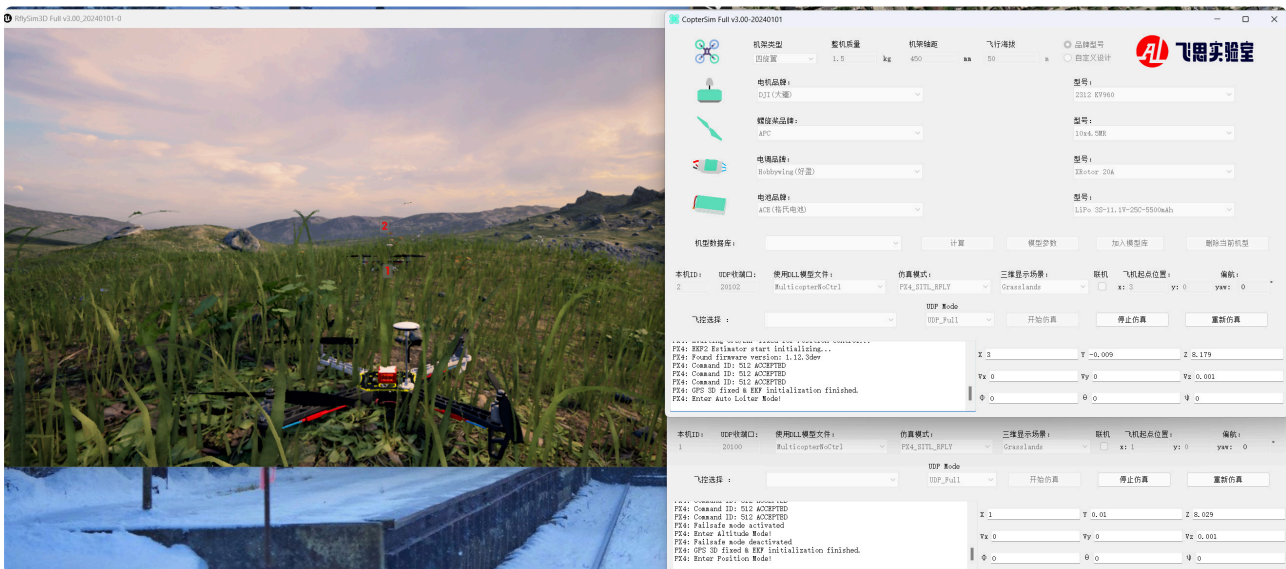 RflySim3D Full v3.00_20240101-0
2
1
CopterSim Full v3.00-20240101
机架类型 整机质量 机架轴距 飞行海拔 品牌型号
四旋翼 1.5 kg 450 mm 50 m 自定义设计
飞思实验室
电机品牌: 型号:
DJI(大疆) 2312 KV960
螺旋桨品牌: 型号:
APC 10x4.5MR
电调品牌: 型号:
Hobbywing(好盈) XRotor 20A
电池品牌: 型号:
ACE(格氏电池) LiPo 3S-11.1V-25C-5500mAh
机型数据库: 计算 模型参数 加入模型库 删除当前机型
本机ID: UDP收端口: 使用DLL模型文件: 仿真模式: 三维显示场景: 联机 飞机起点位置: 偏航:
2 20102 MulticopterNoCtrl PX4_SITL_RFLY Grasslands x: 3 y: 0 yaw: 0 °
UDP Mode
飞控选择 : UDP_Full 开始仿真 停止仿真 重新仿真
PX4: EKF2 Estimator start initializing...
PX4: Found firmware version: 1.12.3dev
PX4: Command ID: 512 ACCEPTED
PX4: Command ID: 512 ACCEPTED
PX4: Command ID: 512 ACCEPTED
PX4: GPS 3D fixed & EKF initialization finished.
PX4: Enter Auto Loiter Mode!
X 3 Y -0.009 Z 8.179
Vx 0 Vy 0 Vz 0.001
Φ 0 θ 0 ψ 0
本机ID: UDP收端口: 使用DLL模型文件: 仿真模式: 三维显示场景: 联机 飞机起点位置: 偏航:
1 20100 MulticopterNoCtrl PX4_SITL_RFLY Grasslands x: 1 y: 0 yaw: 0 °
UDP Mode
飞控选择 : UDP_Full 开始仿真 停止仿真 重新仿真
PX4: Command ID: 512 ACCEPTED
PX4: Command ID: 512 ACCEPTED
PX4: Failsafe mode activated
PX4: Enter Altitude Mode!
PX4: Failsafe mode deactivated
PX4: GPS 3D fixed & EKF initialization finished.
PX4: Enter Position Mode!
X 1 Y 0.01 Z 8.029
Vx 0 Vy 0 Vz 0.001
Φ 0 θ 0 ψ 0